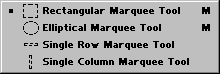 Rectangular Marquee Tool M
Elliptical Marquee Tool M
Single Row Marquee Tool
Single Column Marquee Tool